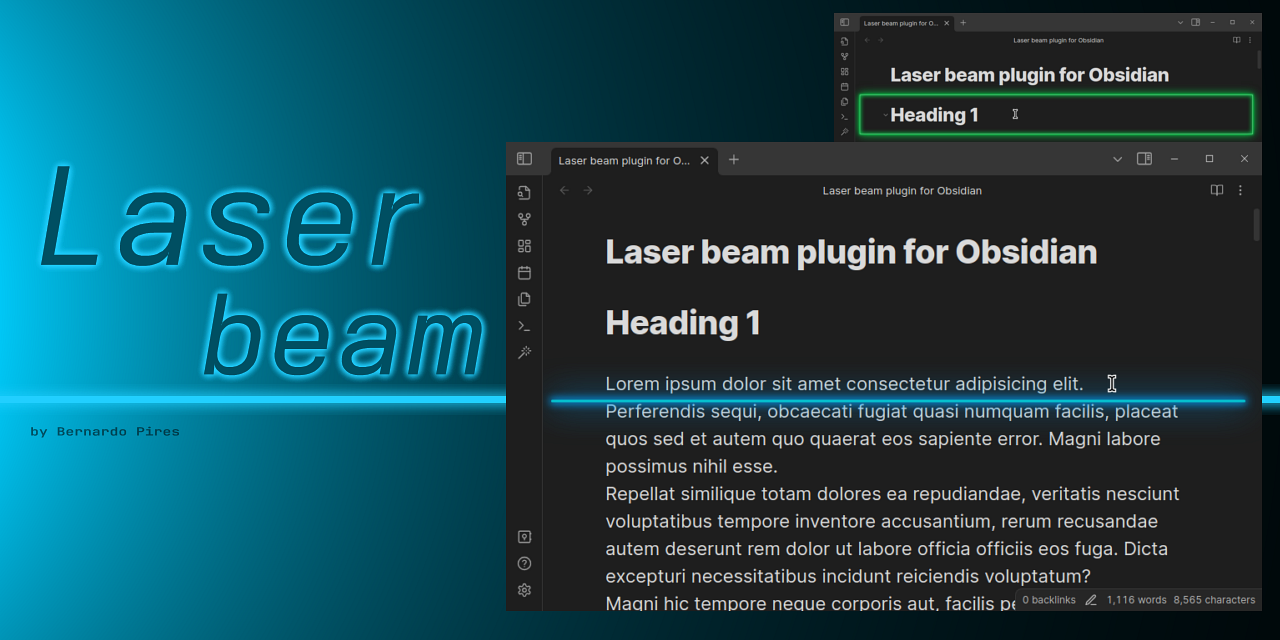 Laser
beam
by Bernardo Pires
Laser beam plugin for O...
Laser beam plugin for Obsidian
Laser beam plugin for Obsidian
Heading 1
Laser beam plugin for O...
Laser beam plugin for Obsidian
Laser beam plugin for Obsidian
Heading 1
Lorem ipsum dolor sit amet consectetur adipisicing elit.
Perferendis sequi, obcaecati fugiat quasi numquam facilis, placeat
quos sed et autem quo quaerat eos sapiente error. Magni labore
possimus nihil esse.
Repellat similique totam dolores ea repudiandae, veritatis nesciunt
voluptatibus tempore inventore accusantium, rerum recusandae
autem deserunt rem dolor ut labore officia officiis eos fuga. Dicta
excepturi necessitatibus incidunt reiciendis voluptatum?
Magni hic tempore neque corporis aut, facilis
0 backlinks 1,116 words 8,565 characters